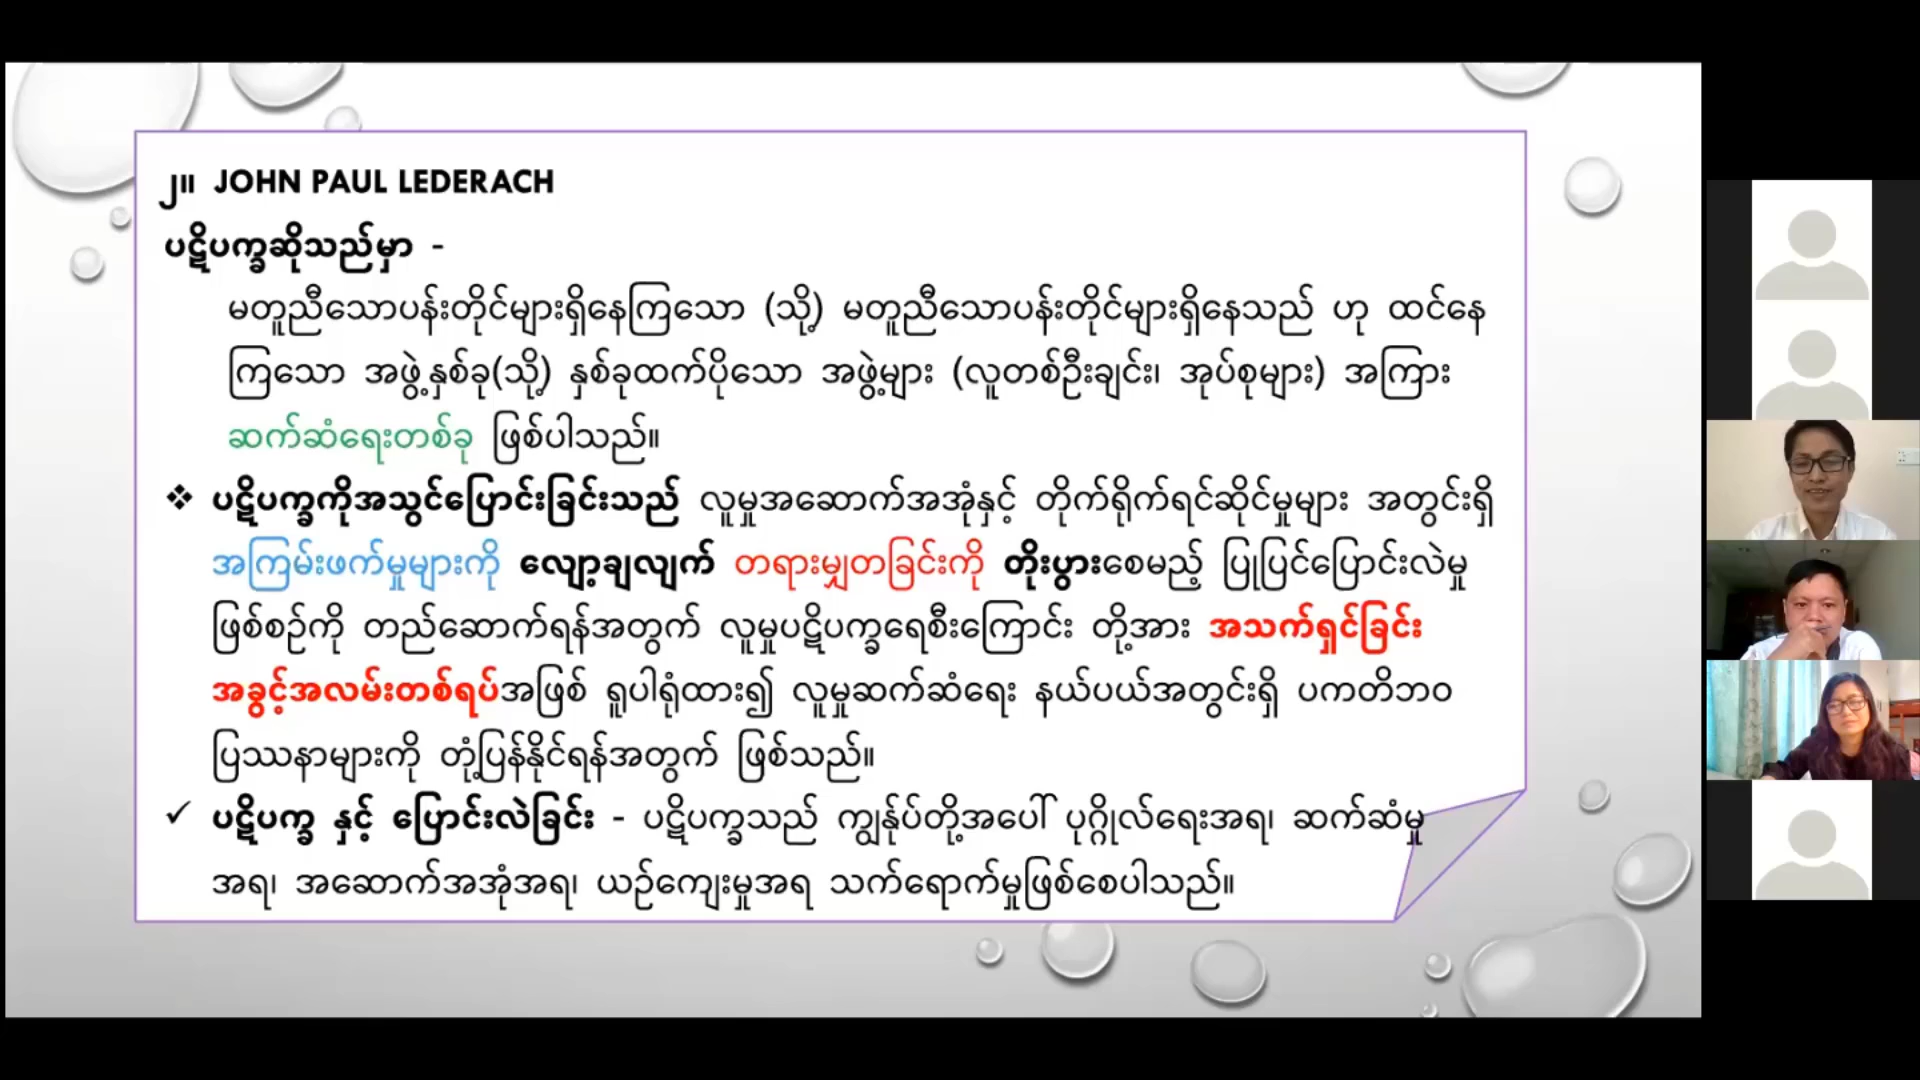 ၂။ JOHN PAUL LEDERACH
ပဋိပက္ခဆိုသည်မှာ -
မတူညီသောပန်းတိုင်များရှိနေကြသော (သို့) မတူညီသောပန်းတိုင်များရှိနေသည် ဟု ထင်နေ
ကြသော အဖွဲ့နှစ်ခု(သို့) နှစ်ခုထက်ပိုသော အဖွဲ့များ (လူတစ်ဦးချင်း၊ အုပ်စုများ) အကြား
ဆက်ဆံရေးတစ်ခု ဖြစ်ပါသည်။
❖ ပဋိပက္ခကိုအသွင်ပြောင်းခြင်းသည် လူမှုအဆောက်အအုံနှင့် တိုက်ရိုက်ရင်ဆိုင်မှုများ အတွင်းရှိ
အကြမ်းဖက်မှုများကို လျော့ချလျက် တရားမျှတခြင်းကို တိုးပွားစေမည့် ပြုပြင်ပြောင်းလဲမှု
ဖြစ်စဉ်ကို တည်ဆောက်ရန်အတွက် လူမှုပဋိပက္ခရေစီးကြောင်း တို့အား အသက်ရှင်ခြင်း
အခွင့်အလမ်းတစ်ရပ်အဖြစ် ရူပါရုံထား၍ လူမှုဆက်ဆံရေး နယ်ပယ်အတွင်းရှိ ပကတိဘဝ
ပြဿနာများကို တုံ့ပြန်နိုင်ရန်အတွက် ဖြစ်သည်။
✓ ပဋိပက္ခ နှင့် ပြောင်းလဲခြင်း - ပဋိပက္ခသည် ကျွန်ုပ်တို့အပေါ် ပုဂ္ဂိုလ်ရေးအရ၊ ဆက်ဆံမှု
အရ၊ အဆောက်အအုံအရ၊ ယဉ်ကျေးမှုအရ သက်ရောက်မှုဖြစ်စေပါသည်။